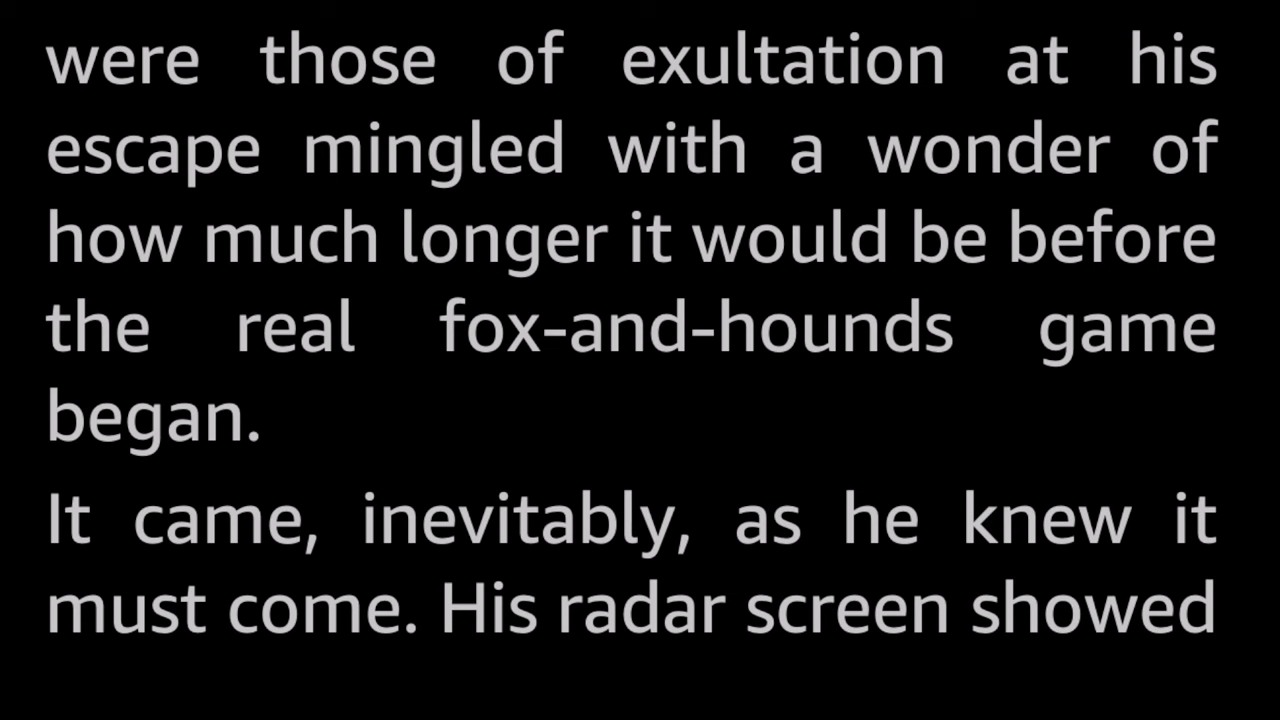 were those of exultation at his
escape mingled with a wonder of
how much longer it would be before
the real fox-and-hounds game
began.
It came, inevitably, as he knew it
must come. His radar screen showed